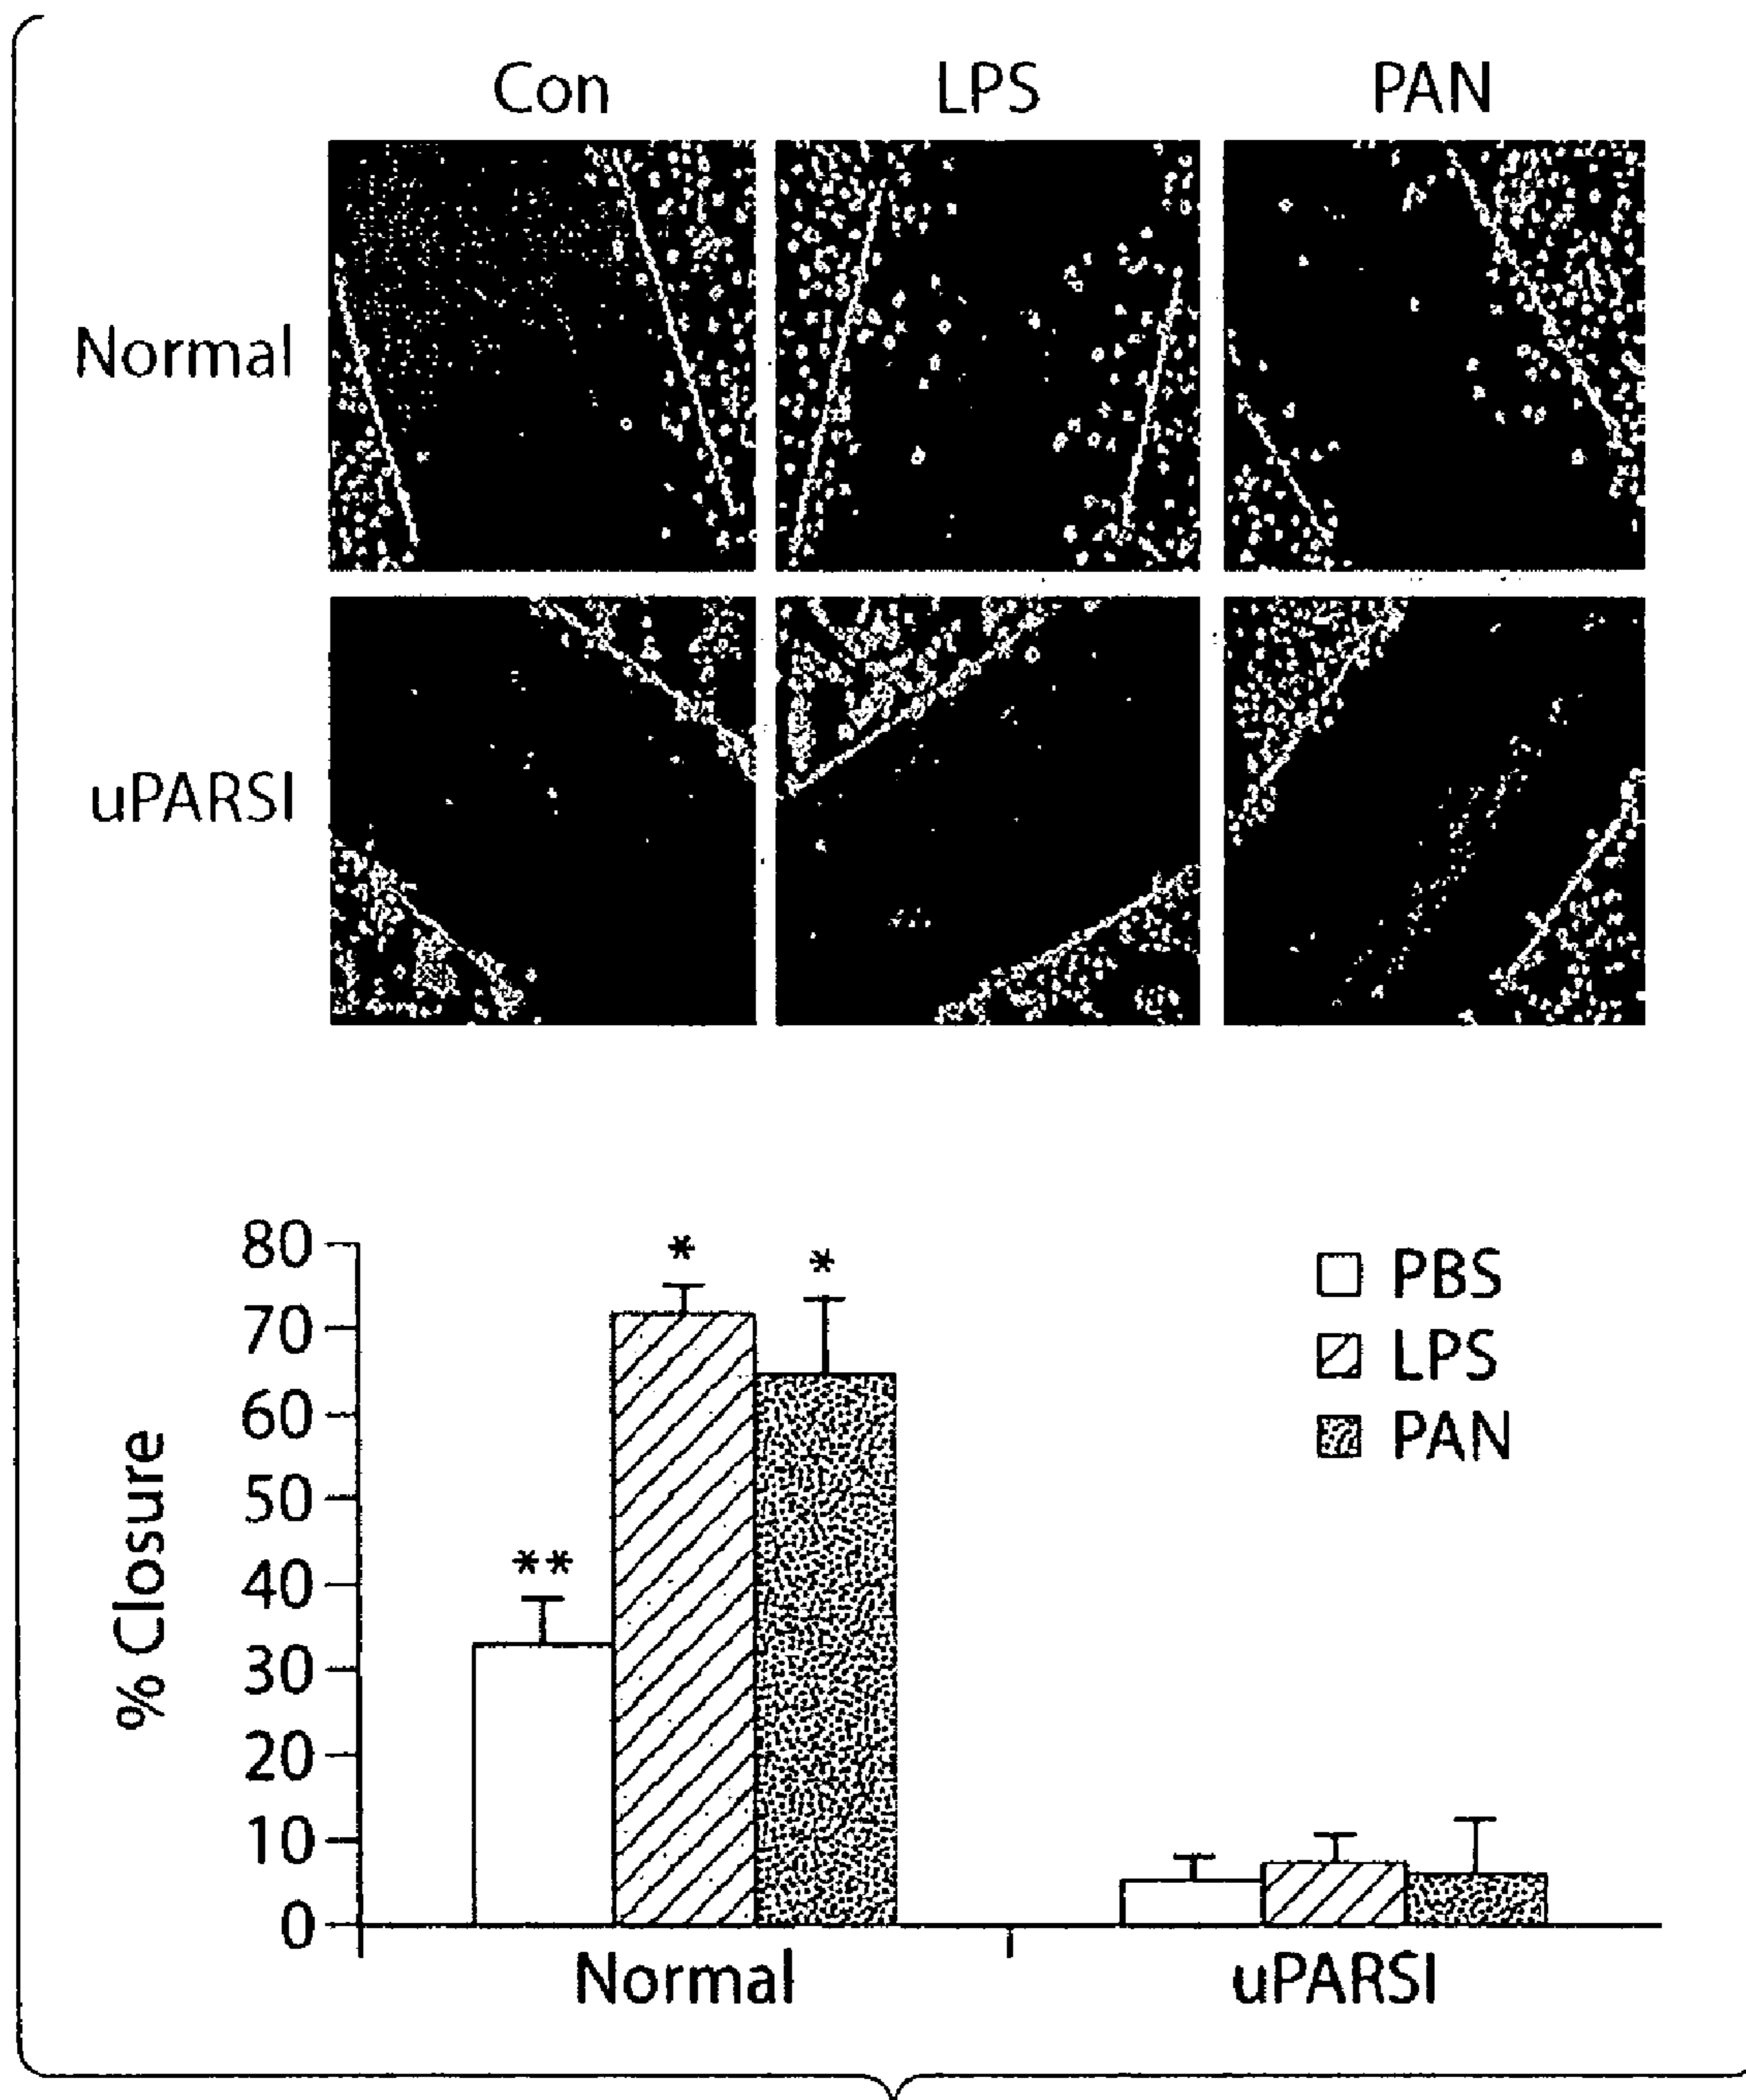 Con LPS PAN
Normal
uPARSI
80
70
60
50
40
30
20
10
0
% Closure
**
*
*
PBS
LPS
PAN
Normal uPARSI